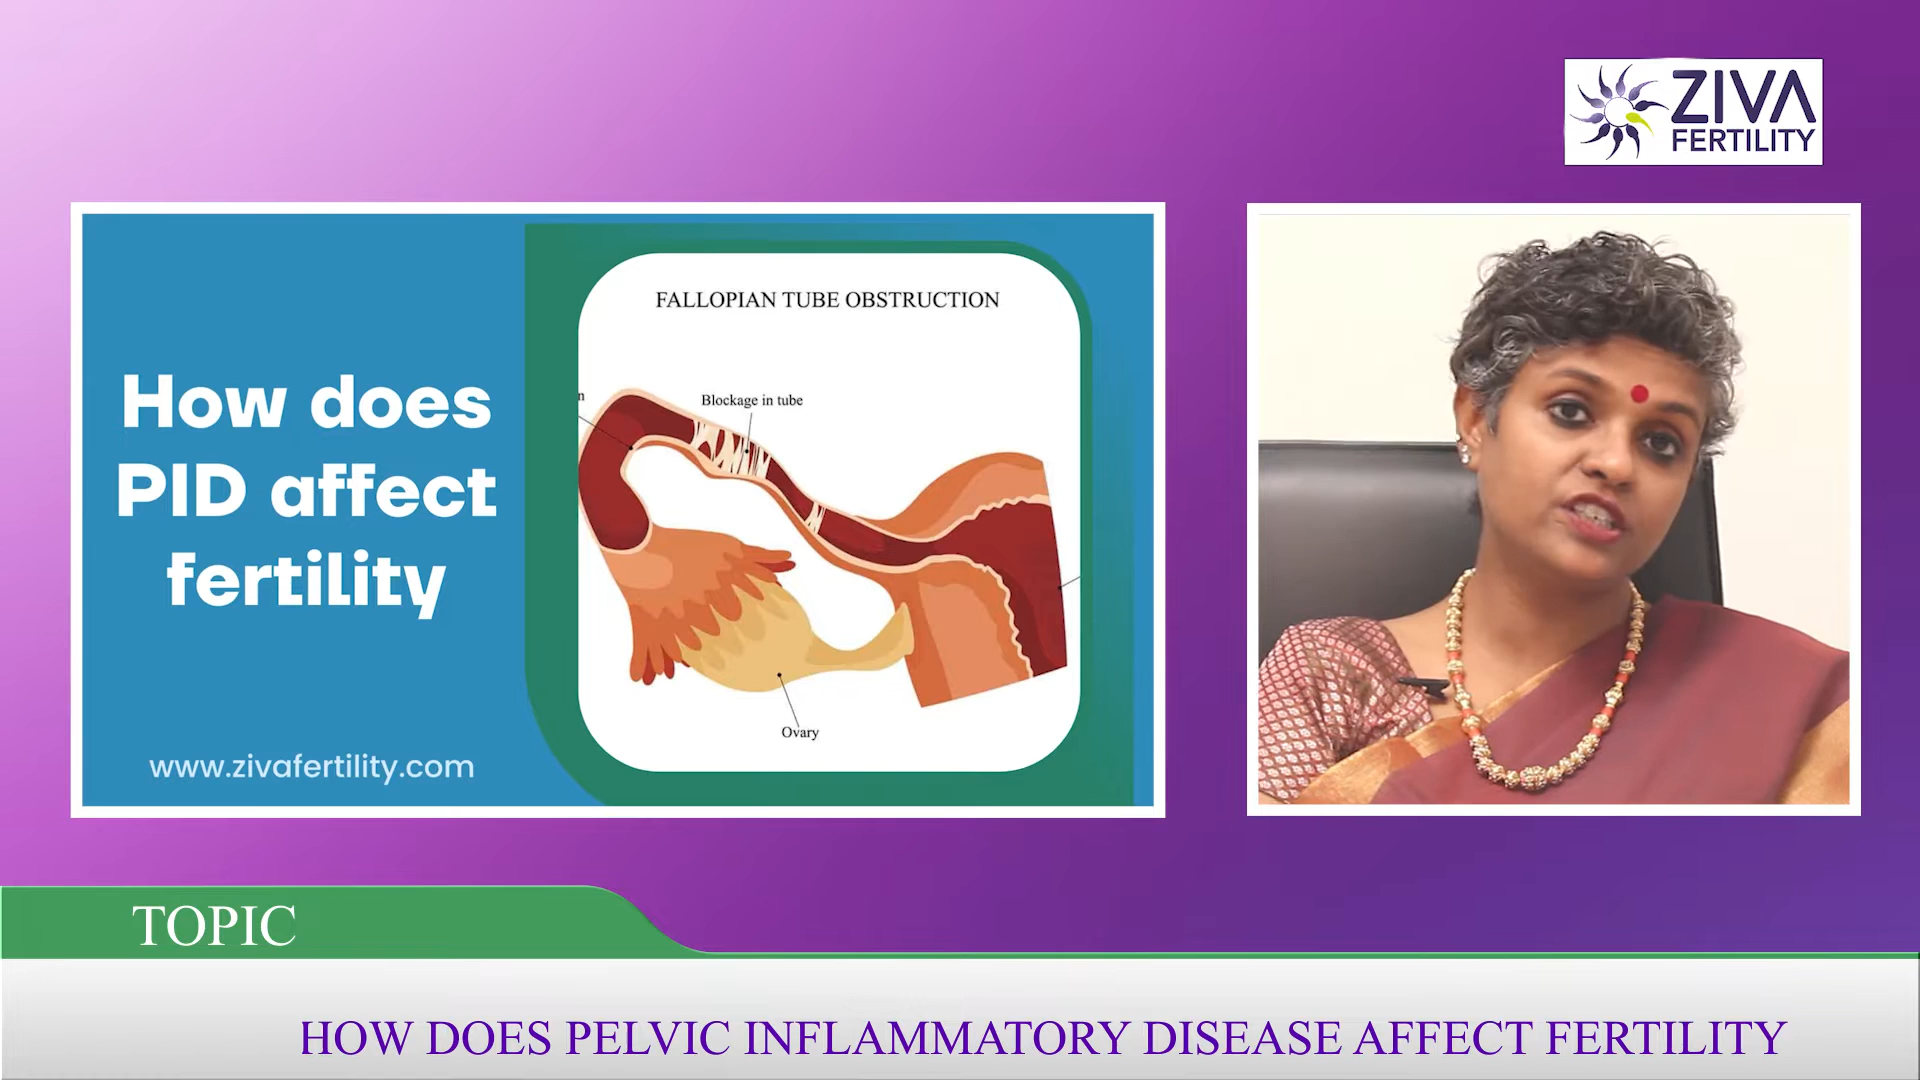 ZIVA
FERTILITY
How does
PID affect
fertility
www.zivafertility.com
FALLOPIAN TUBE OBSTRUCTION
n
Blockage in tube
Ovary
TOPIC
HOW DOES PELVIC INFLAMMATORY DISEASE AFFECT FERTILITY